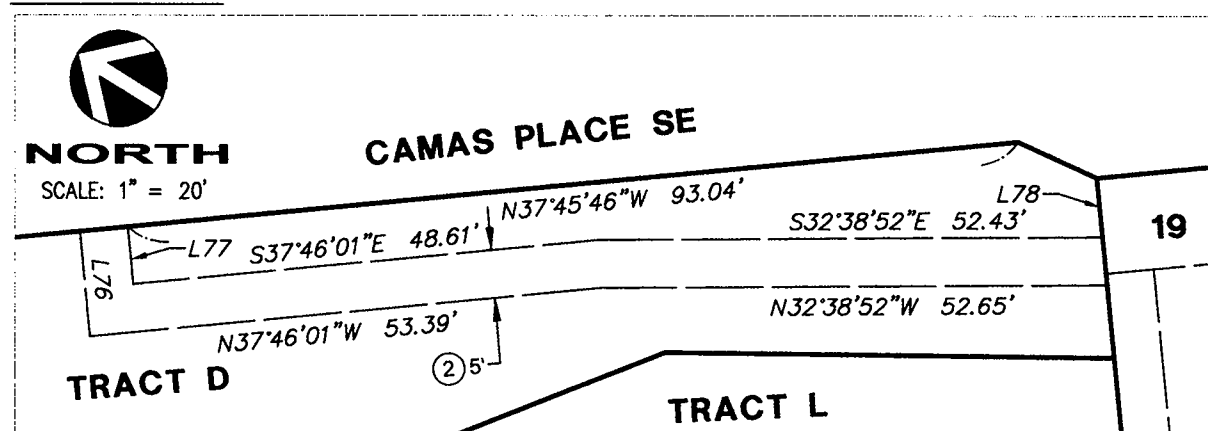 NORTH
SCALE: 1" = 20'
CAMAS PLACE SE
N37°45'46"W 93.04'
L78
S32°38'52"E 52.43'
19
L77
S37°46'01"E 48.61'
L76
N37°46'01"W 53.39'
N32°38'52"W 52.65'
2 5'
TRACT D
TRACT L